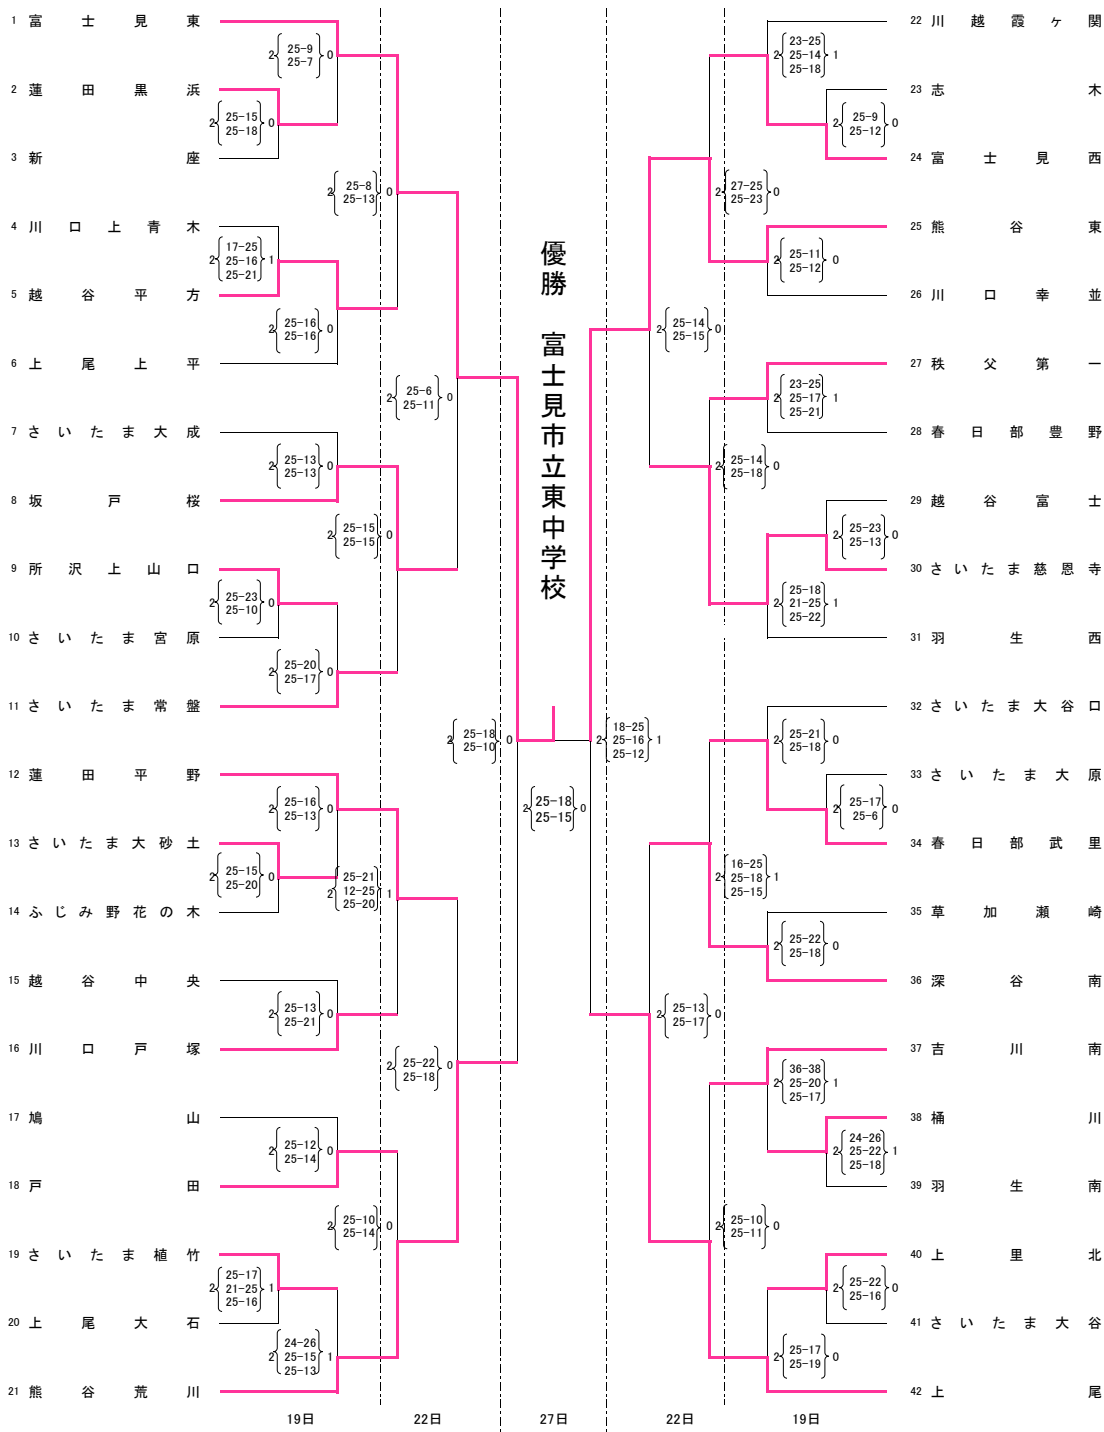 1 富士見東
2 25-9 0
25-7
2 蓮田黒浜
2 25-15 0
25-18
3 新座
2 25-8 0
25-13
4 川口上青木
2 17-25 1
25-16
25-21
5 越谷平方
2 25-16 0
25-16
6 上尾上平
2 25-6 0
25-11
7 さいたま大成
2 25-13 0
25-13
8 坂戸桜
2 25-15 0
25-15
9 所沢上山口
2 25-23 0
25-10
10 さいたま宮原
2 25-20 0
25-17
11 さいたま常盤
2 25-18 0
25-10
12 蓮田平野
2 25-16 0
25-13
13 さいたま大砂土
2 25-15 0
25-20
2 25-21 1
12-25
25-20
14 ふじみ野花の木
15 越谷中央
2 25-13 0
25-21
16 川口戸塚
2 25-22 0
25-18
17 鳩山
2 25-12 0
25-14
18 戸田
2 25-10 0
25-14
19 さいたま植竹
2 25-17 1
21-25
25-16
20 上尾大石
2 24-26 1
25-15
25-13
21 熊谷荒川
優勝 富士見市立東中学校
2 25-18 0
25-15
22 川越霞ヶ関
2 23-25 1
25-14
25-18
23 志木
2 25-9 0
25-12
24 富士見西
2 27-25 0
25-23
25 熊谷東
2 25-11 0
25-12
26 川口幸並
2 25-14 0
25-15
27 秩父第一
2 23-25 1
25-17
25-21
28 春日部豊野
2 25-14 0
25-18
29 越谷富士
2 25-23 0
25-13
30 さいたま慈恩寺
2 25-18 1
21-25
25-22
31 羽生西
32 さいたま大谷口
2 18-25 1
25-16
25-12
2 25-21 0
25-18
33 さいたま大原
2 25-17 0
25-6
34 春日部武里
2 16-25 1
25-18
25-15
35 草加瀬崎
2 25-22 0
25-18
36 深谷南
2 25-13 0
25-17
37 吉川南
2 36-38 1
25-20
25-17
38 桶川
2 24-26 1
25-22
25-18
39 羽生南
2 25-10 0
25-11
40 上里北
2 25-22 0
25-16
41 さいたま大谷
2 25-17 0
25-19
42 上尾
19日 22日 27日 22日 19日